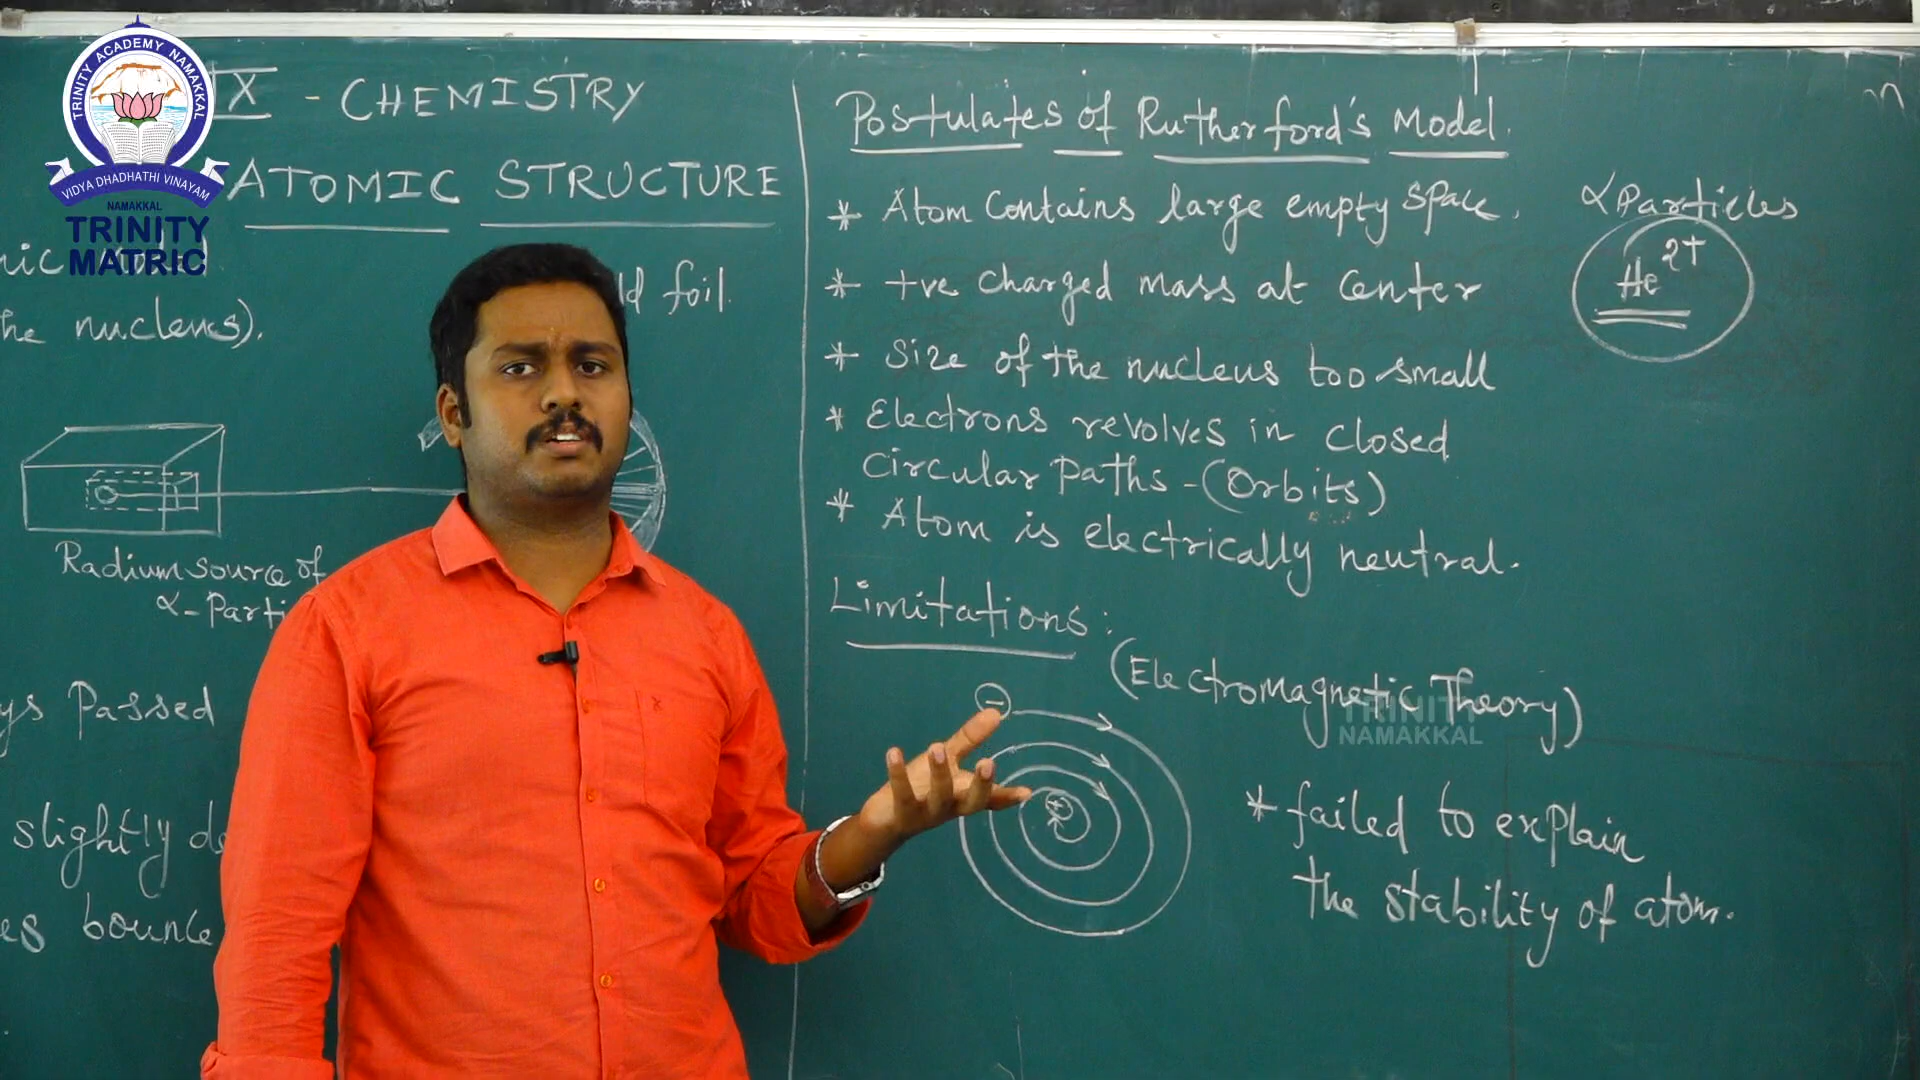 TRINITY ACADEMY NAMAKKAL
VIDYA DHADHATHI VINAYAM
NAMAKKAL
TRINITY
MATRIC
IX - CHEMISTRY
ATOMIC STRUCTURE
he nucleus).
foil.
Radium source of
α - Parti
Passed
slightly de
bounce
Postulates of Rutherford's Model.
* Atom Contains large empty space.
* +ve charged mass at center
* Size of the nucleus too small
* Electrons revolves in closed
circular paths - (Orbits)
* Atom is electrically neutral.
Limitations:
(Electromagnetic Theory)
−
+
* failed to explain
the stability of atom.
α Particles
He2+
TRINITY
NAMAKKAL